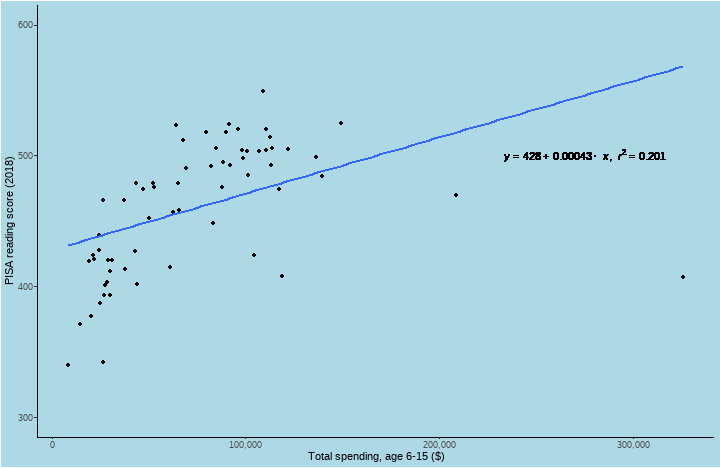 600
500
400
300
PISA reading score (2018)
y = 428 + 0.00043 · x, r² = 0.201
0
100,000
200,000
300,000
Total spending, age 6-15 ($)